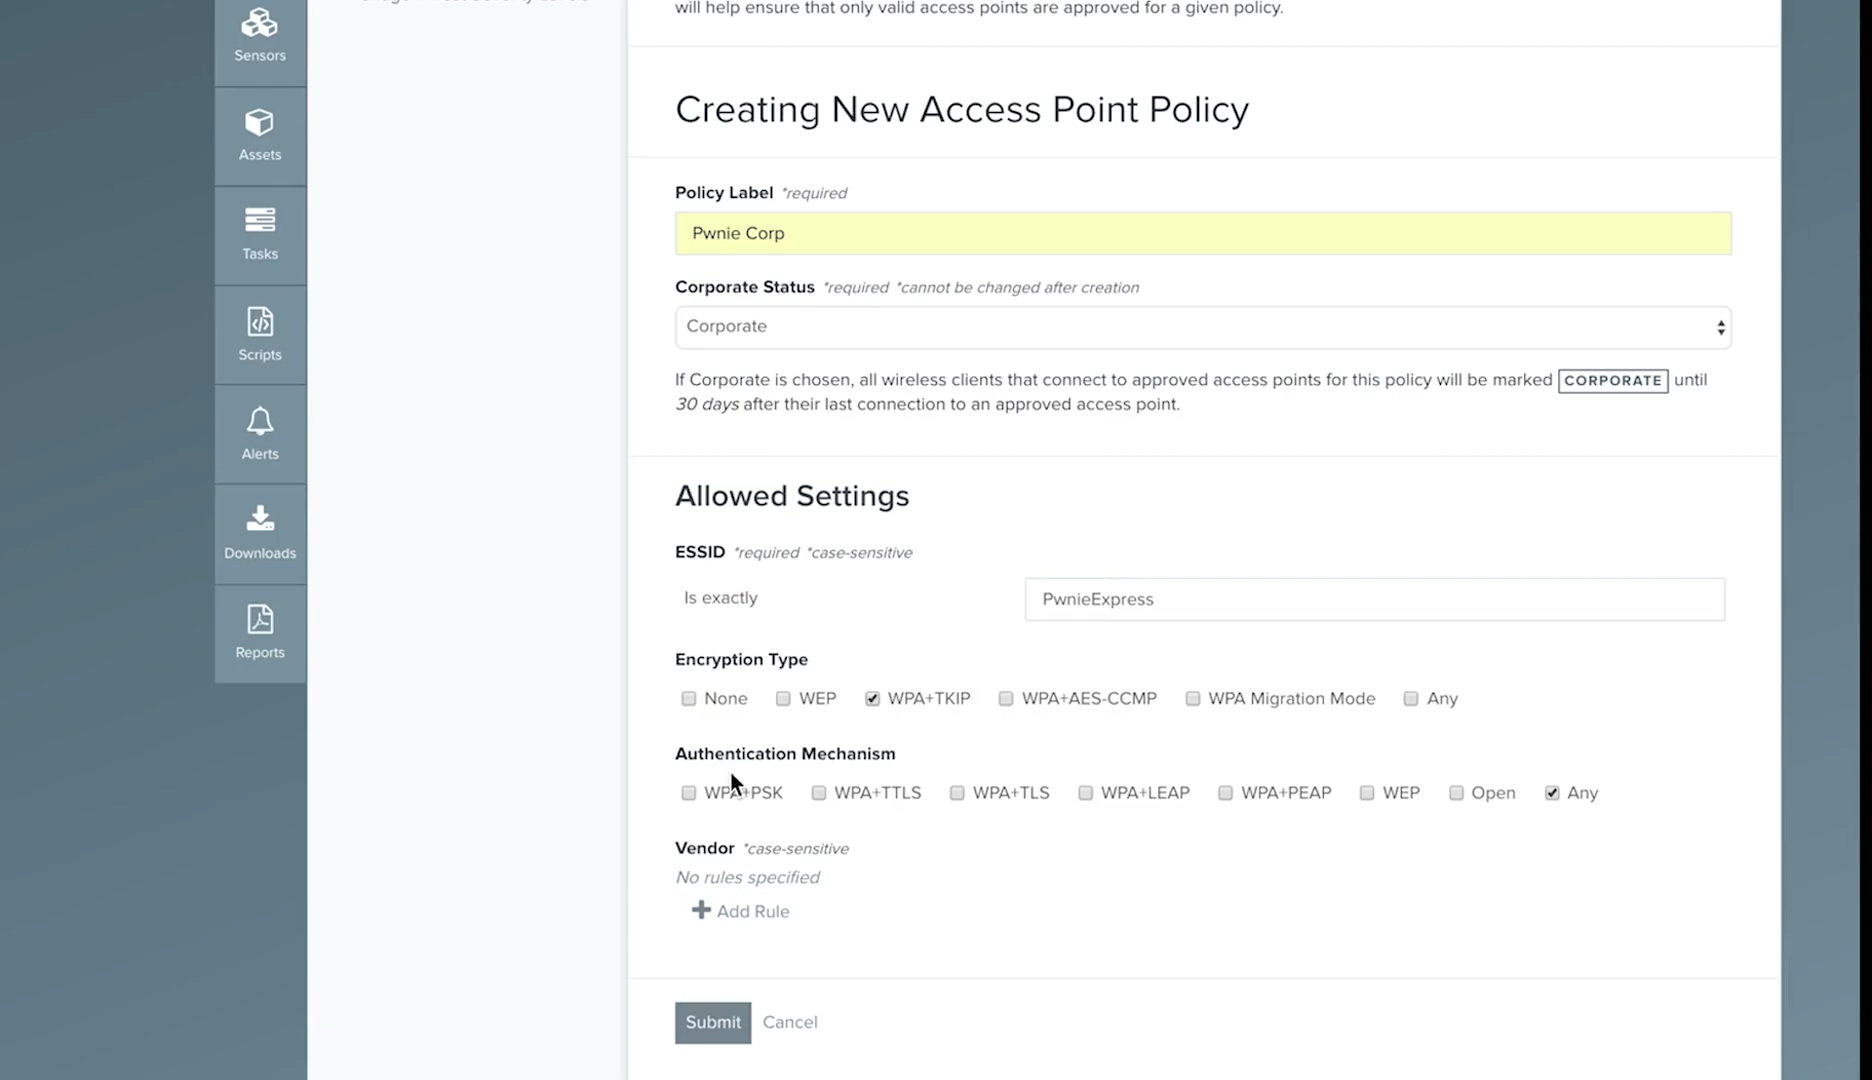 Sensors
Assets
Tasks
Scripts
Alerts
Downloads
Reports
will help ensure that only valid access points are approved for a given policy.
Creating New Access Point Policy
Policy Label *required
Pwnie Corp
Corporate Status *required *cannot be changed after creation
Corporate
If Corporate is chosen, all wireless clients that connect to approved access points for this policy will be marked CORPORATE until
30 days after their last connection to an approved access point.
Allowed Settings
ESSID *required *case-sensitive
Is exactly PwnieExpress
Encryption Type
None WEP WPA+TKIP WPA+AES-CCMP WPA Migration Mode Any
Authentication Mechanism
WPA+PSK WPA+TTLS WPA+TLS WPA+LEAP WPA+PEAP WEP Open Any
Vendor *case-sensitive
No rules specified
Add Rule
Submit Cancel